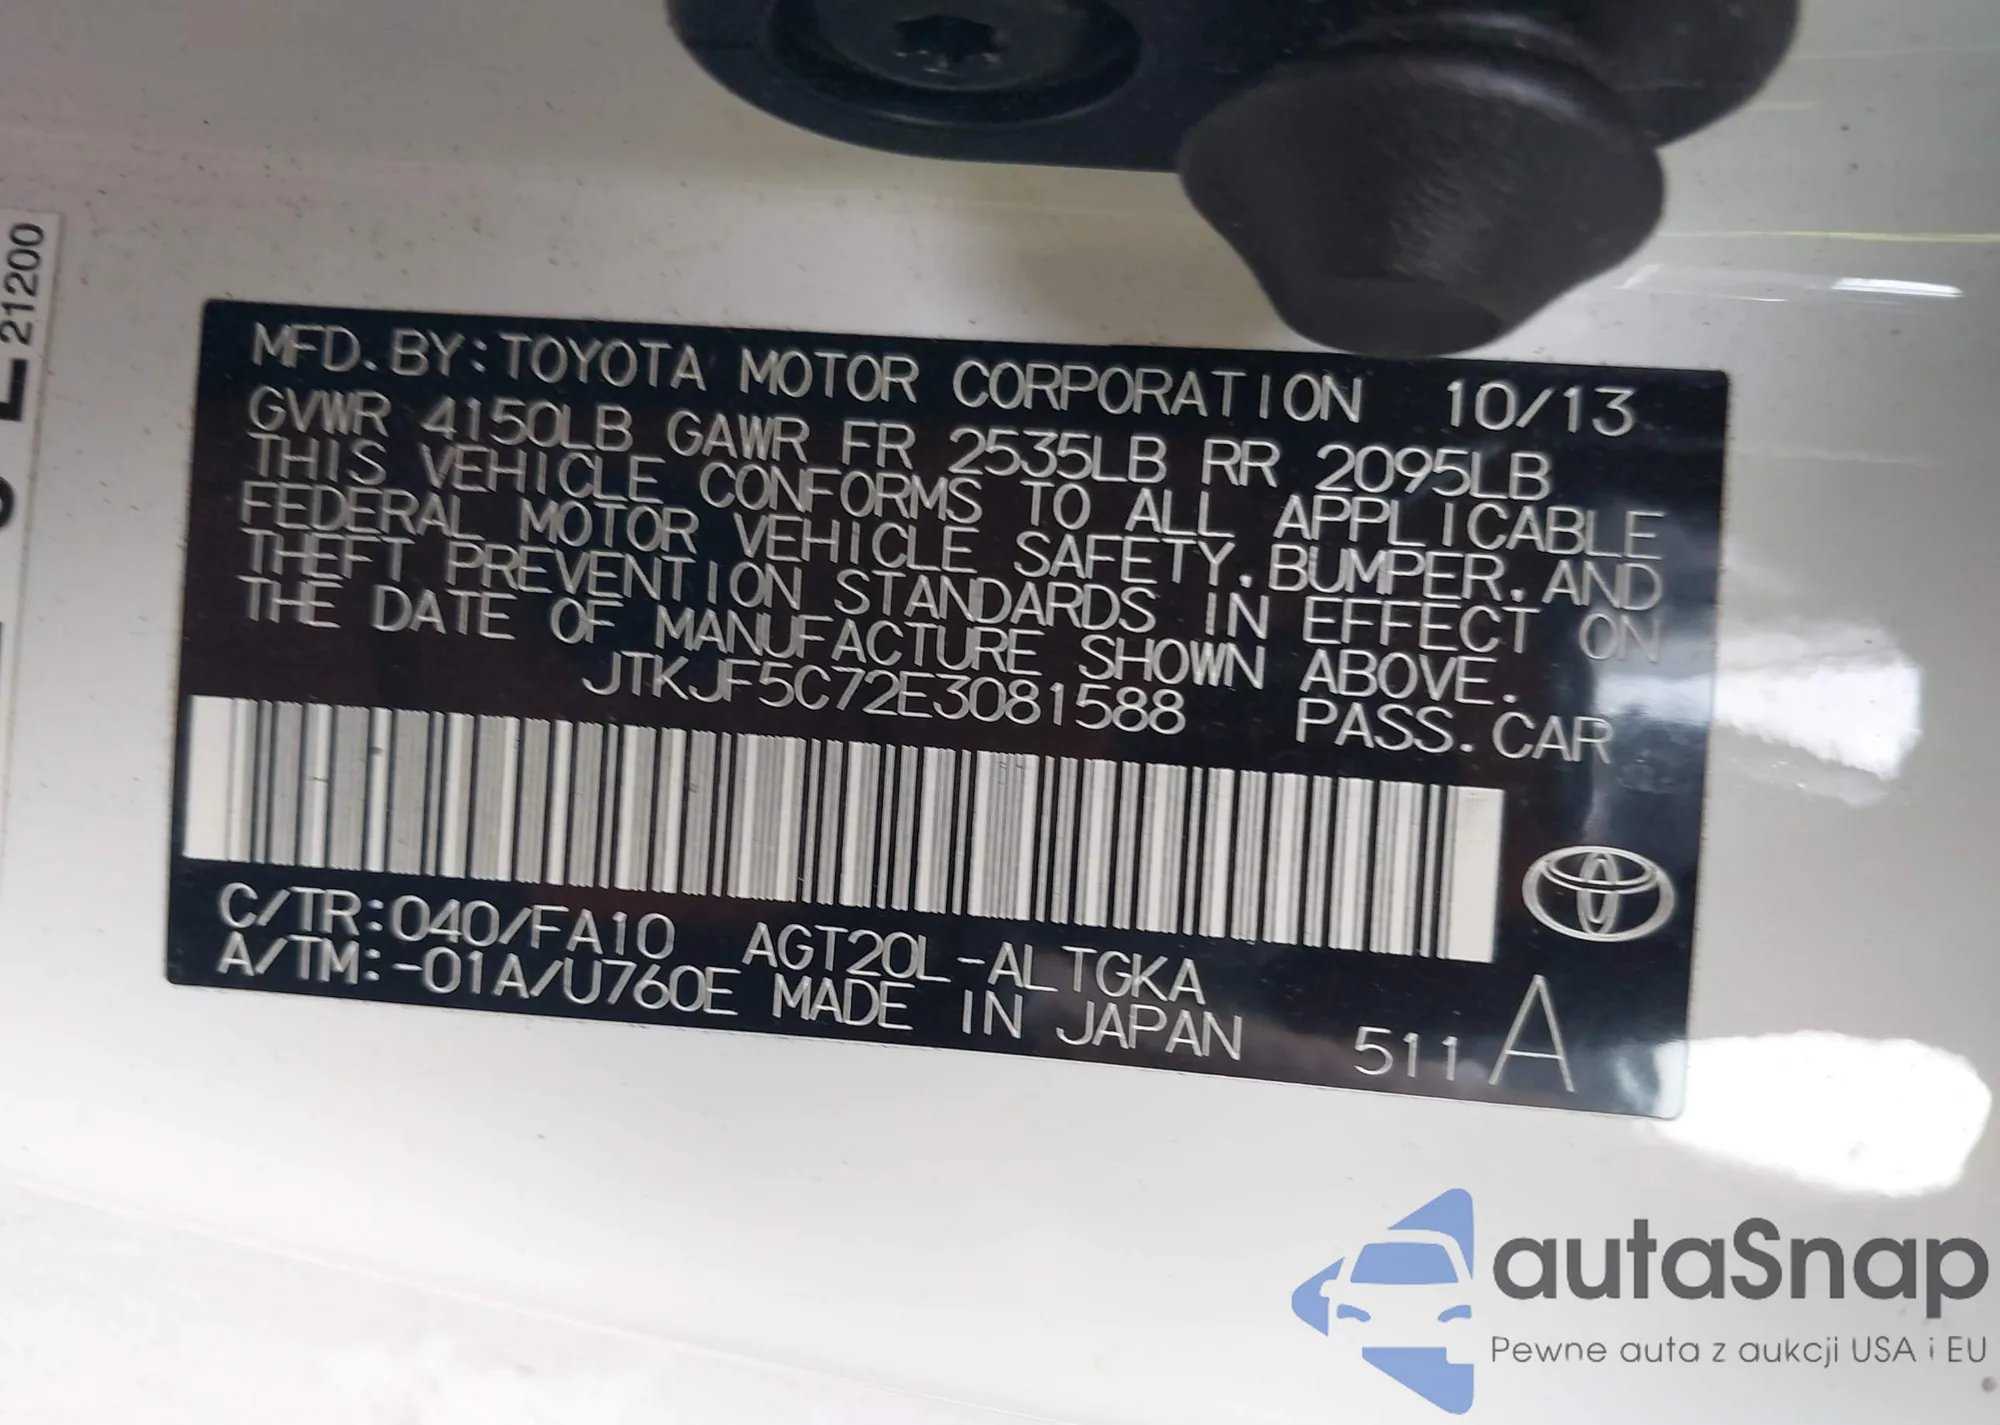 21200
MFD.BY:TOYOTA MOTOR CORPORATION 10/13
GVWR 4150LB GAWR FR 2535LB RR 2095LB
THIS VEHICLE CONFORMS TO ALL APPLICABLE
FEDERAL MOTOR VEHICLE SAFETY,BUMPER,AND
THEFT PREVENTION STANDARDS IN EFFECT ON
THE DATE OF MANUFACTURE SHOWN ABOVE.
JTKJF5C72E3081588 PASS.CAR
C/TR:040/FA10 AGT20L-ALTGKA
A/TM:-01A/U760E MADE IN JAPAN 511 A
autaSnap
Pewne auta z aukcji USA i EU